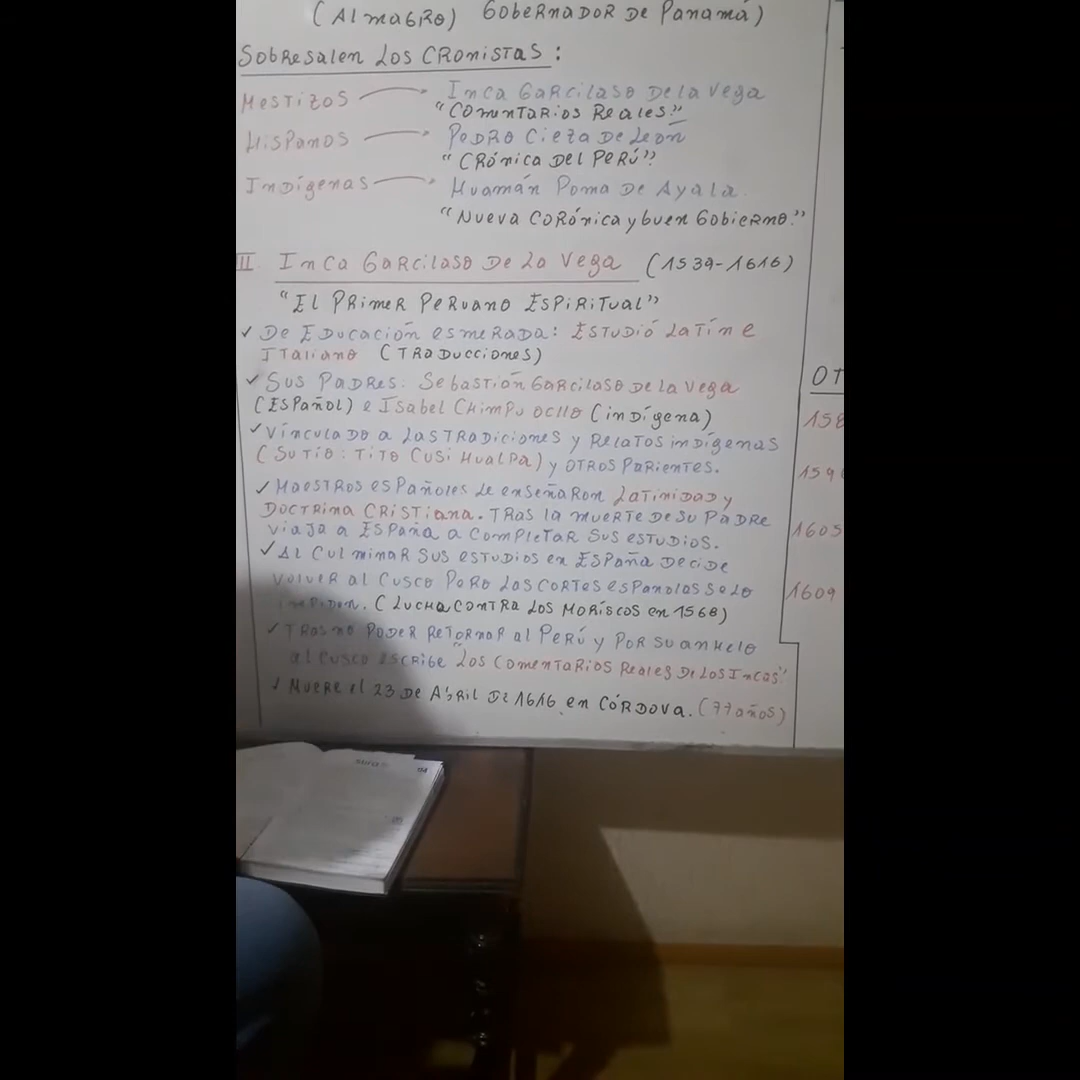 (Almagro) Gobernador de Panamá)
Sobresalen los cronistas:
Mestizos → Inca Garcilaso de la Vega
"Comentarios Reales."
Hispanos → Pedro Cieza de León
"Crónica del Perú"
Indígenas → Huamán Poma de Ayala.
"Nueva Corónica y buen Gobierno."
II. Inca Garcilaso de la Vega (1539-1616)
"El Primer Peruano Espiritual"
✓ De Educación esmerada: Estudió Latín e
Italiano (Traducciones)
✓ Sus Padres: Sebastián Garcilaso de la Vega
(Español) e Isabel Chimpu Ocllo (indígena)
✓ Vinculado a las tradiciones y relatos indígenas
(Su tío: Tito Cusi Hualpa) y otros parientes.
✓ Maestros españoles le enseñaron Latinidad y
Doctrina Cristiana. Tras la muerte de su padre
viaja a España a completar sus estudios.
✓ Al culminar sus estudios en España decide
volver al Cusco pero las cortes españolas se lo
impiden. (Lucha contra los moriscos en 1568)
✓ Tras no poder retornar al Perú y por su anhelo
al Cusco escribe "Los Comentarios Reales de los Incas"
✓ Muere el 23 de Abril de 1616 en Córdova. (77 años)
OT
158
159
1605
1609